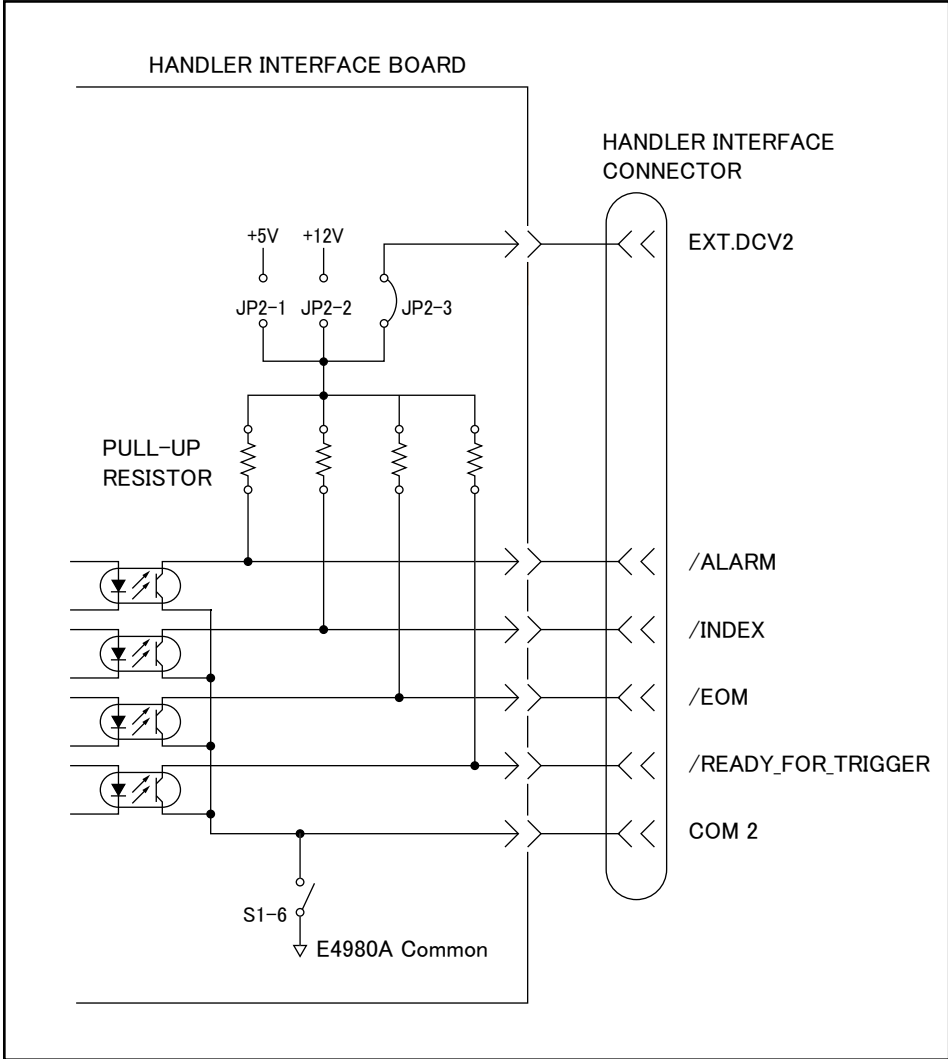 HANDLER INTERFACE BOARD
HANDLER INTERFACE
CONNECTOR
+5V
+12V
EXT.DCV2
JP2-1
JP2-2
JP2-3
PULL-UP
RESISTOR
/ALARM
/INDEX
/EOM
/READY_FOR_TRIGGER
COM 2
S1-6
E4980A Common